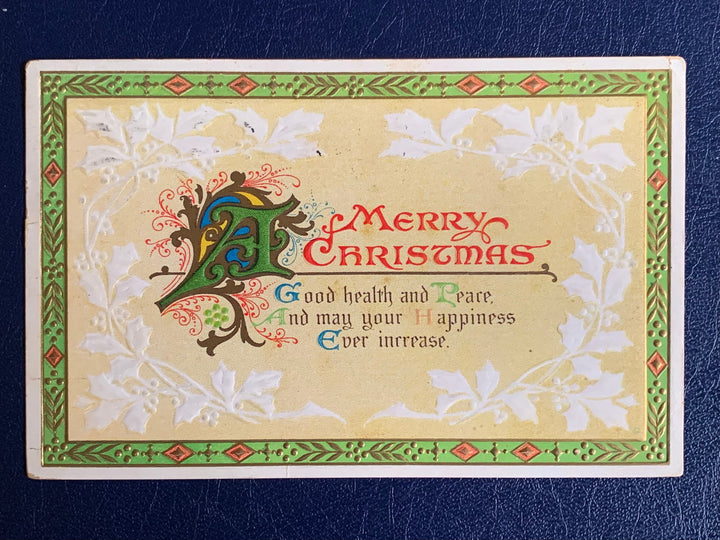 A MERRY
CHRISTMAS
Good health and Peace,
And may your Happiness
Ever increase.